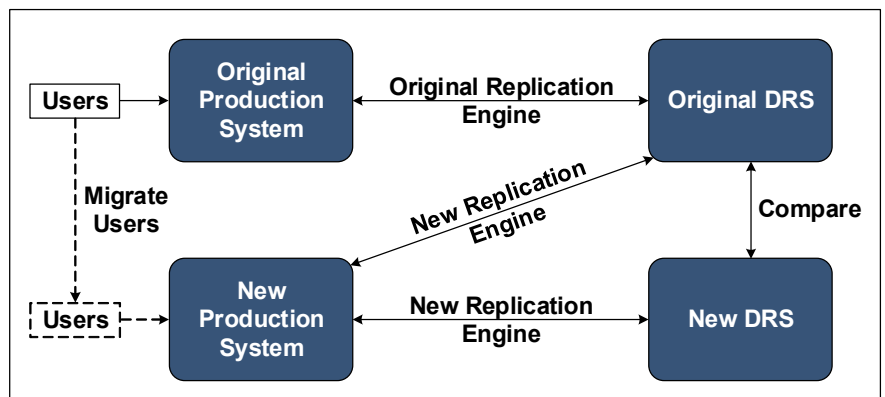 Users
Original
Production
System
Original Replication
Engine
Original DRS
Migrate
Users
New Replication
Engine
Compare
Users
New
Production
System
New Replication
Engine
New DRS